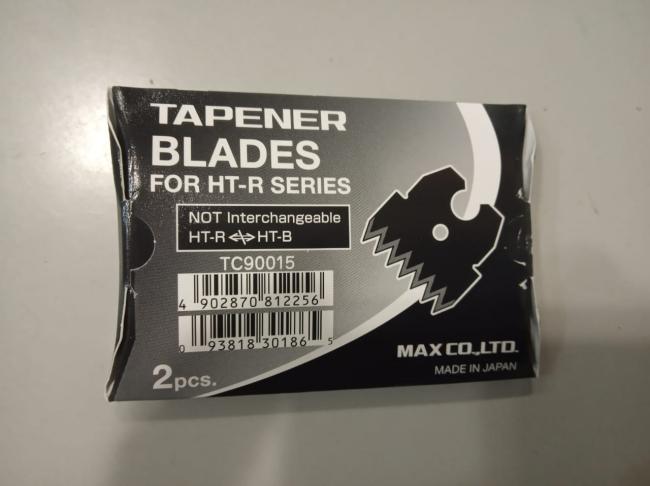 TAPENER
BLADES
FOR HT-R SERIES
NOT Interchangeable
HT-R ⇎ HT-B
TC90015
4 902870 812256
0 93818 30186 5
2pcs.
MAX CO., LTD.
MADE IN JAPAN